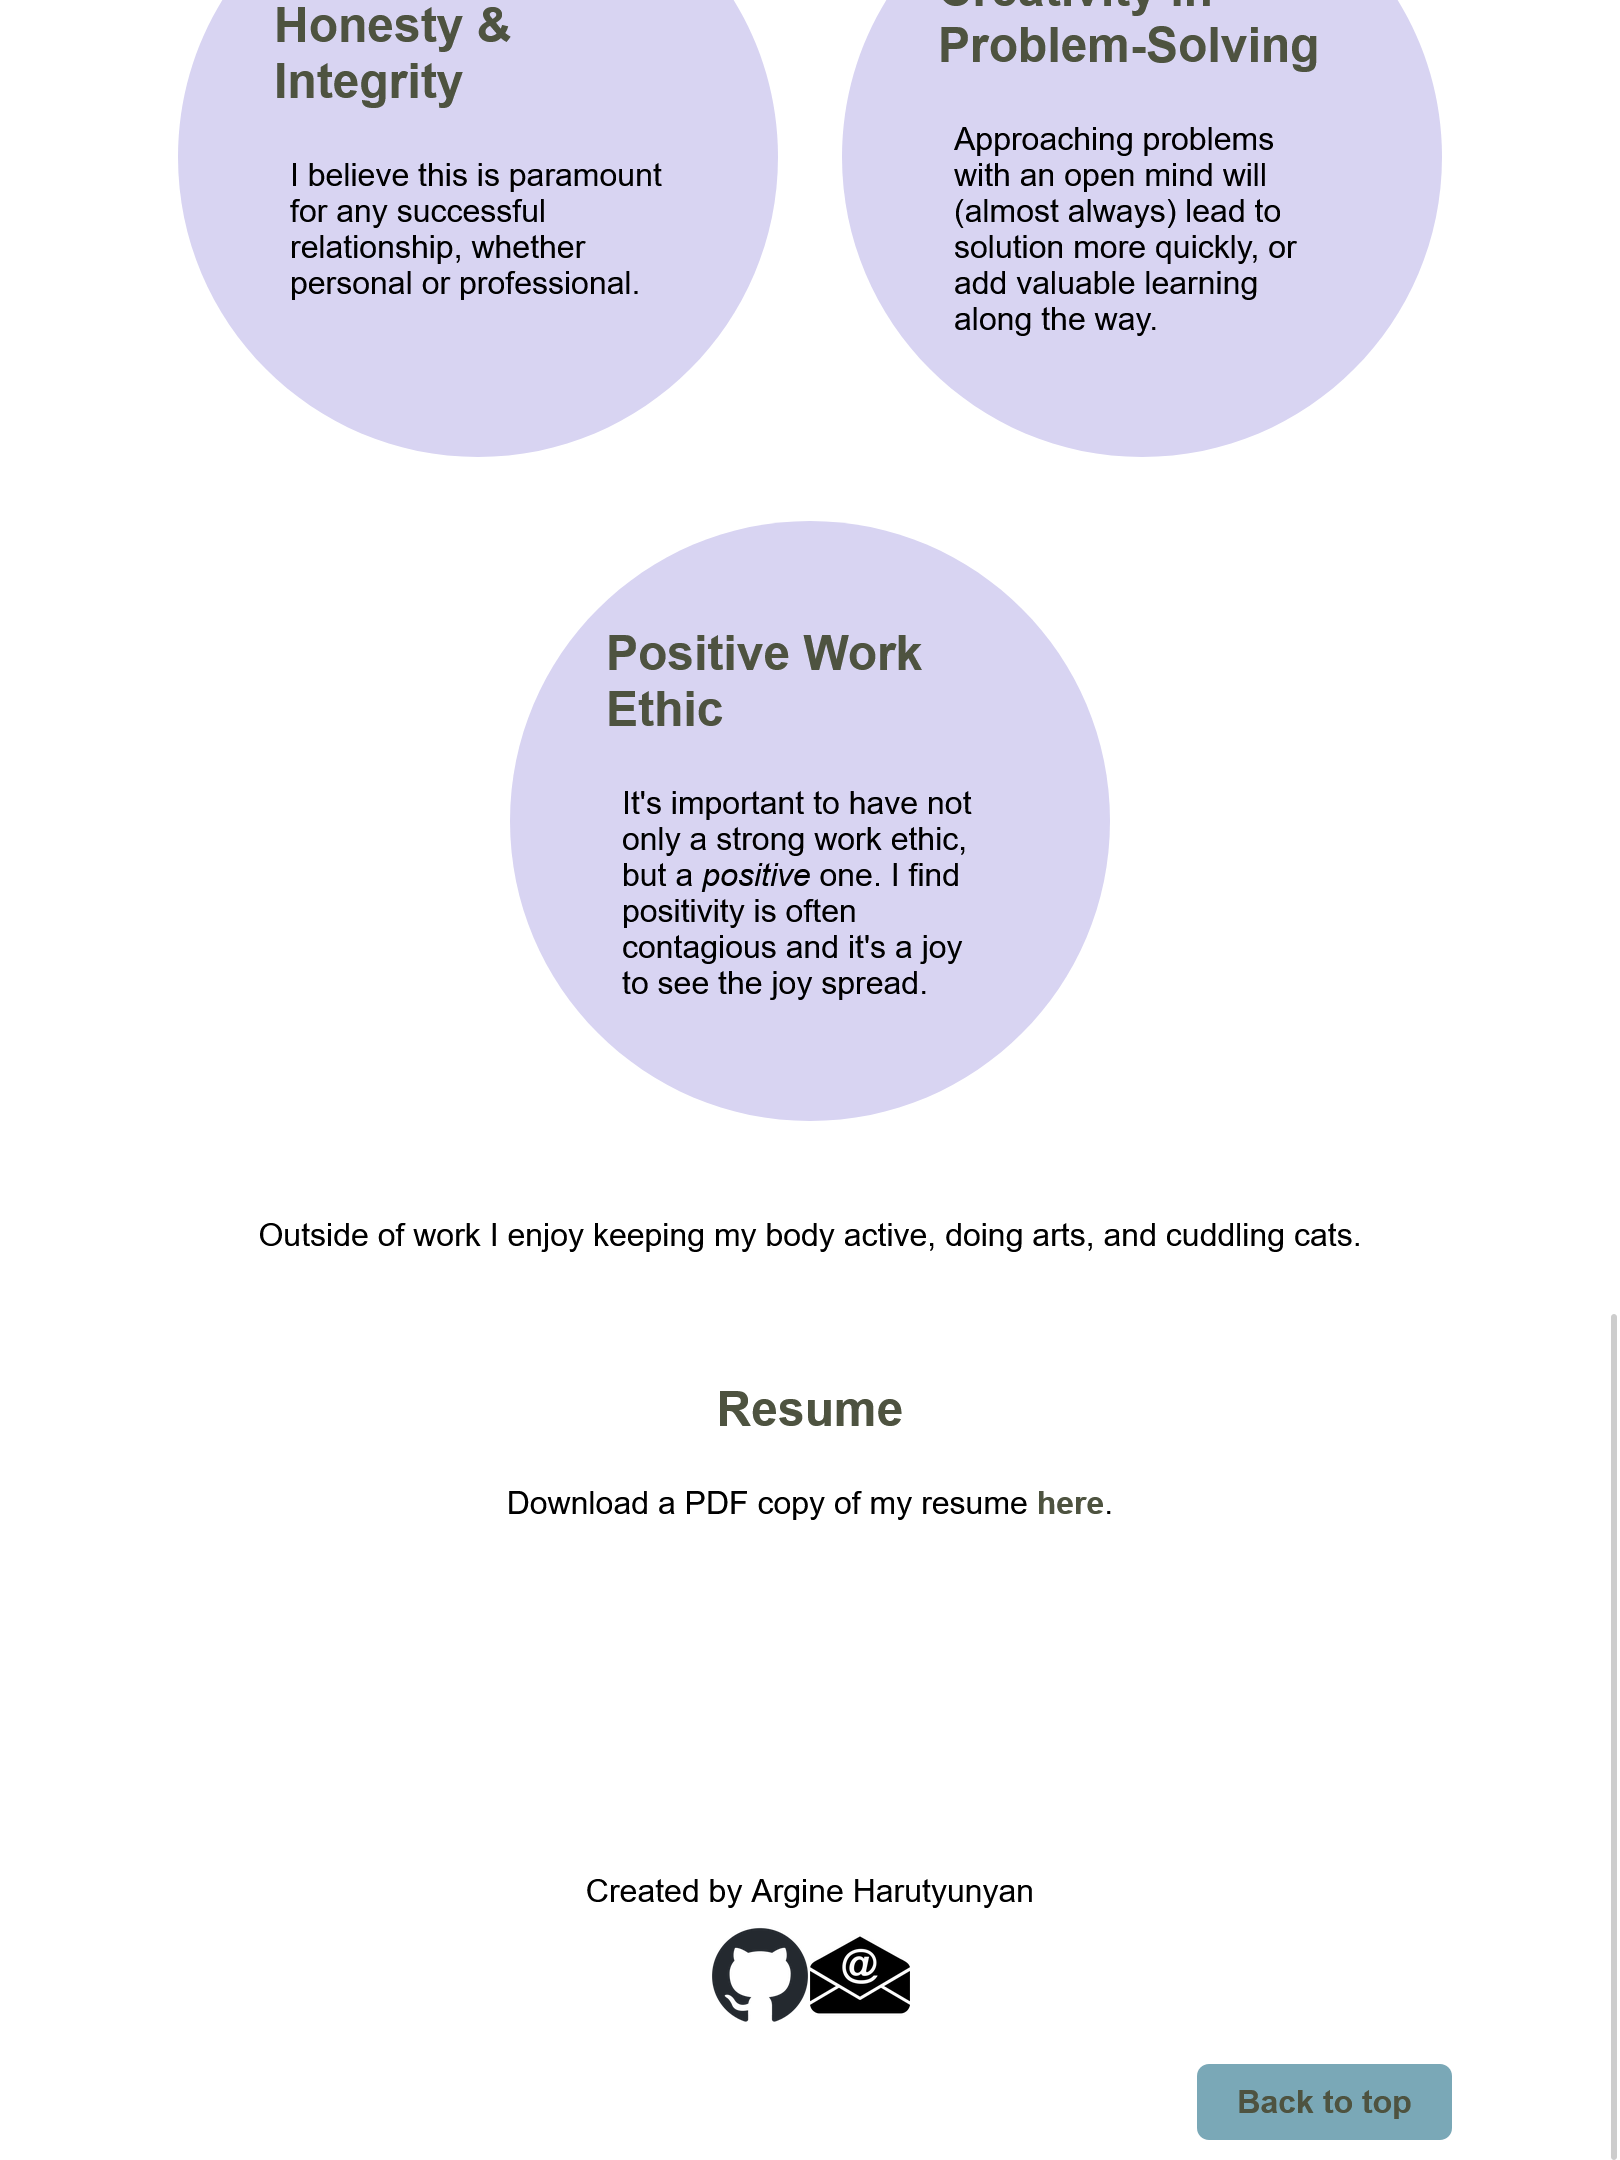 Honesty &
Integrity
I believe this is paramount
for any successful
relationship, whether
personal or professional.
Creativity in
Problem-Solving
Approaching problems
with an open mind will
(almost always) lead to
solution more quickly, or
add valuable learning
along the way.
Positive Work
Ethic
It's important to have not
only a strong work ethic,
but a positive one. I find
positivity is often
contagious and it's a joy
to see the joy spread.
Outside of work I enjoy keeping my body active, doing arts, and cuddling cats.
Resume
Download a PDF copy of my resume here.
Created by Argine Harutyunyan
@
Back to top